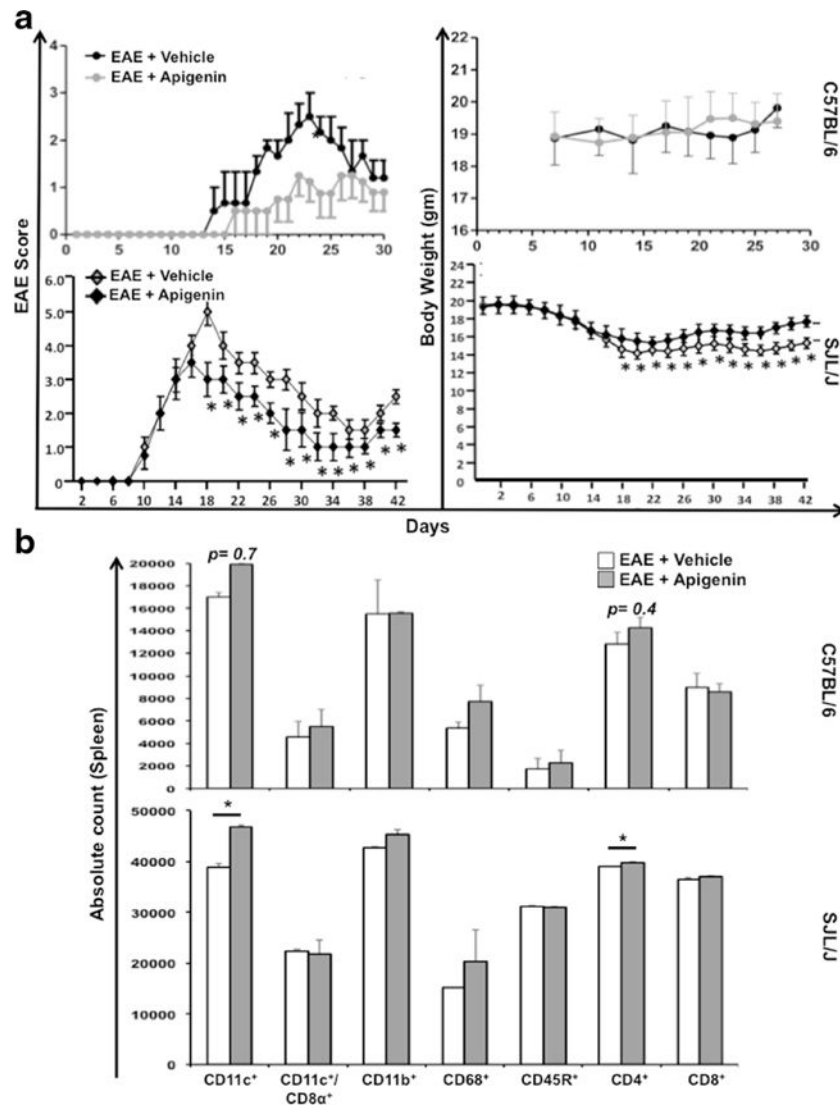 a
EAE + Vehicle
EAE + Apigenin
4
3
2
1
0
0 5 10 15 20 25 30
*
22
21
20
19
18
17
16
0 5 10 15 20 25 30
C57BL/6
EAE Score
Body Weight (gm)
EAE + Vehicle
EAE + Apigenin
6.0
5.0
4.0
3.0
2.0
1.0
0
2 6 10 14 18 22 26 30 34 38 42
* * * * * * * * * * * * *
24
22
20
18
16
14
12
10
8
6
4
2
0
2 6 10 14 18 22 26 30 34 38 42
* * * * * * * * * * * * *
SJL/J
Days
b
EAE + Vehicle
EAE + Apigenin
20000
18000
16000
14000
12000
10000
8000
6000
4000
2000
0
p= 0.7
p= 0.4
C57BL/6
Absolute count (Spleen)
50000
40000
30000
20000
10000
0
*
*
SJL/J
CD11c⁺
CD11c⁺/
CD8α⁺
CD11b⁺
CD68⁺
CD45R⁺
CD4⁺
CD8⁺